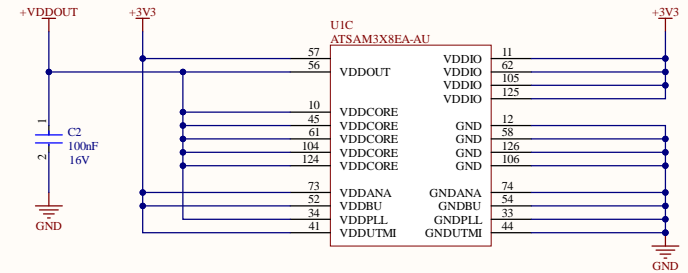 +VDDOUT
+3V3
+3V3
U1C
ATSAM3X8EA-AU
57
56 VDDOUT
10 VDDCORE
45 VDDCORE
61 VDDCORE
104 VDDCORE
124 VDDCORE
73 VDDANA
52 VDDBU
34 VDDPLL
41 VDDUTMI
VDDIO 11
VDDIO 62
VDDIO 105
VDDIO 125
GND 12
GND 58
GND 126
GND 106
GNDANA 74
GNDBU 54
GNDPLL 33
GNDUTMI 44
1
2
C2
100nF
16V
GND
GND